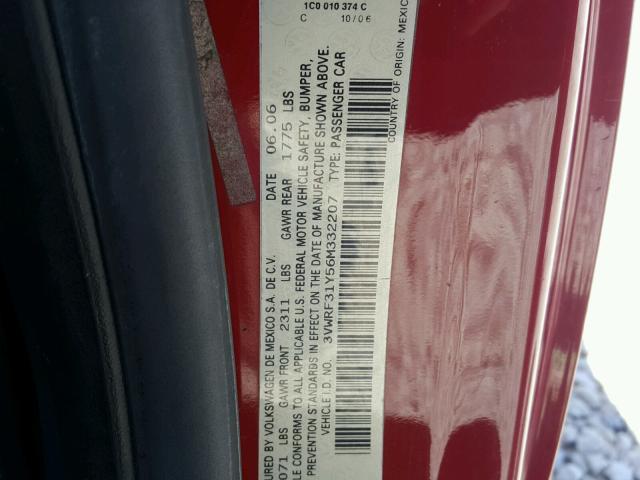 URED BY VOLKSWAGEN DE MEXICO S.A. DE C.V. DATE 06.06
071 LBS GAWR FRONT 2311 LBS GAWR REAR 1775 LBS
LE CONFORMS TO ALL APPLICABLE U.S. FEDERAL MOTOR VEHICLE SAFETY, BUMPER,
PREVENTION STANDARDS IN EFFECT ON THE DATE OF MANUFACTURE SHOWN ABOVE.
VEHICLE I.D. NO. 3VWRF31Y56M332207 TYPE: PASSENGER CAR
COUNTRY OF ORIGIN: MEXIC
1C0 010 374 C
C 10/06